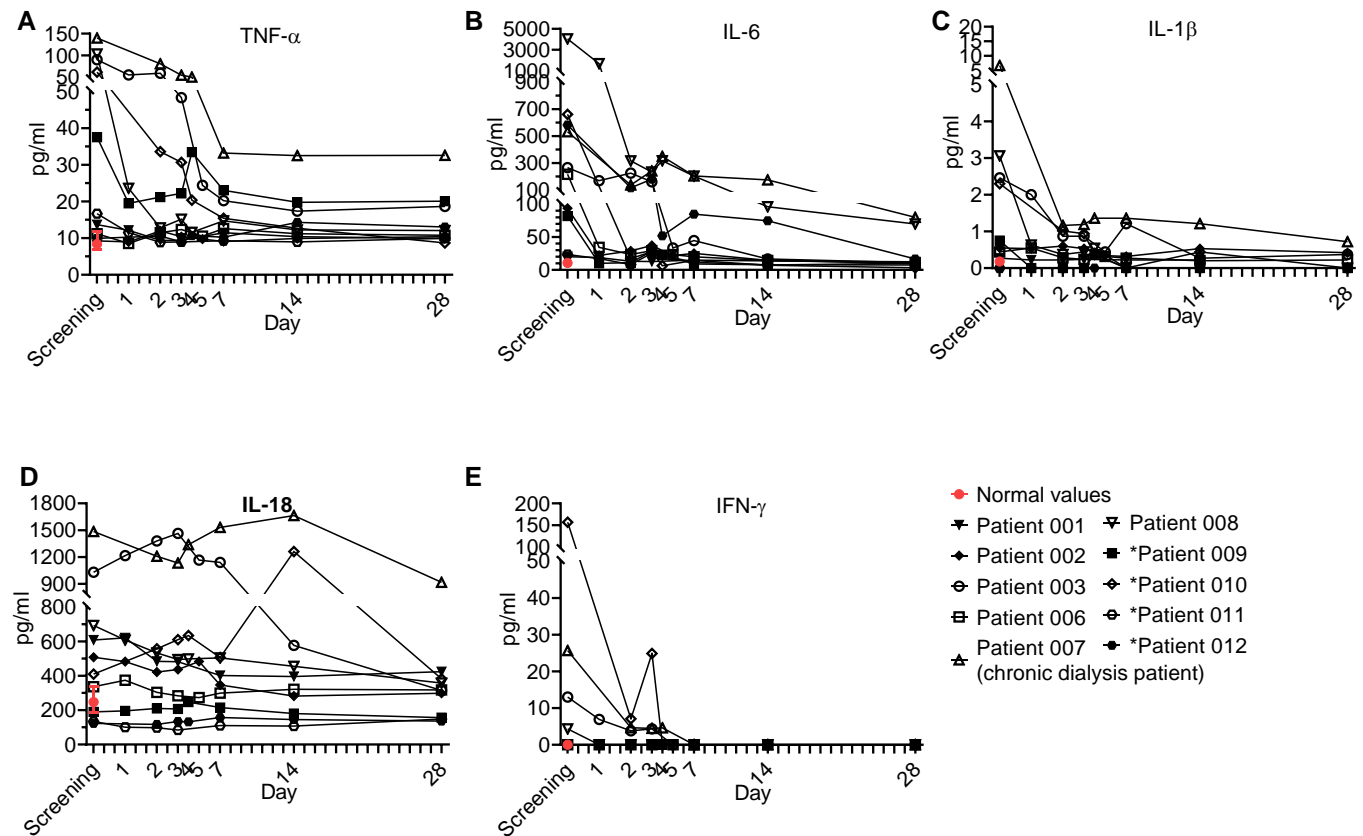 A
TNF-α
150
100
50
50
40
30
20
10
0
pg/ml
Screening
1
2
3
4
5
7
14
28
Day
B
IL-6
5000
3000
1000
900
700
500
300
100
100
50
0
pg/ml
Screening
1
2
3
4
5
7
14
28
Day
C
IL-1β
20
15
10
5
5
4
3
2
1
0
pg/ml
Screening
1
2
3
4
5
7
14
28
Day
D
IL-18
1800
1500
1200
900
800
600
400
200
0
pg/ml
Screening
1
2
3
4
5
7
14
28
Day
E
IFN-γ
200
150
100
50
40
30
20
10
0
pg/ml
Screening
1
2
3
4
5
7
14
28
Day
Normal values
Patient 001
Patient 002
Patient 003
Patient 006
Patient 007
(chronic dialysis patient)
Patient 008
*Patient 009
*Patient 010
*Patient 011
*Patient 012